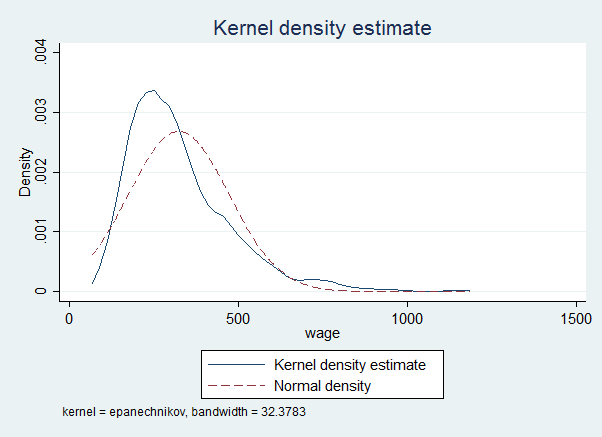 Kernel density estimate
.004
.003
.002
.001
0
Density
0 500 1000 1500
wage
Kernel density estimate
Normal density
kernel = epanechnikov, bandwidth = 32.3783